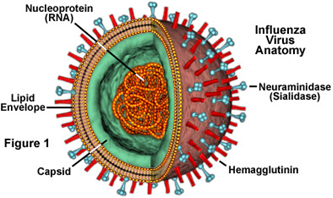 Nucleoprotein
(RNA)
Influenza
Virus
Anatomy
Neuraminidase
(Sialidase)
Lipid
Envelope
Figure 1
Capsid
Hemagglutinin